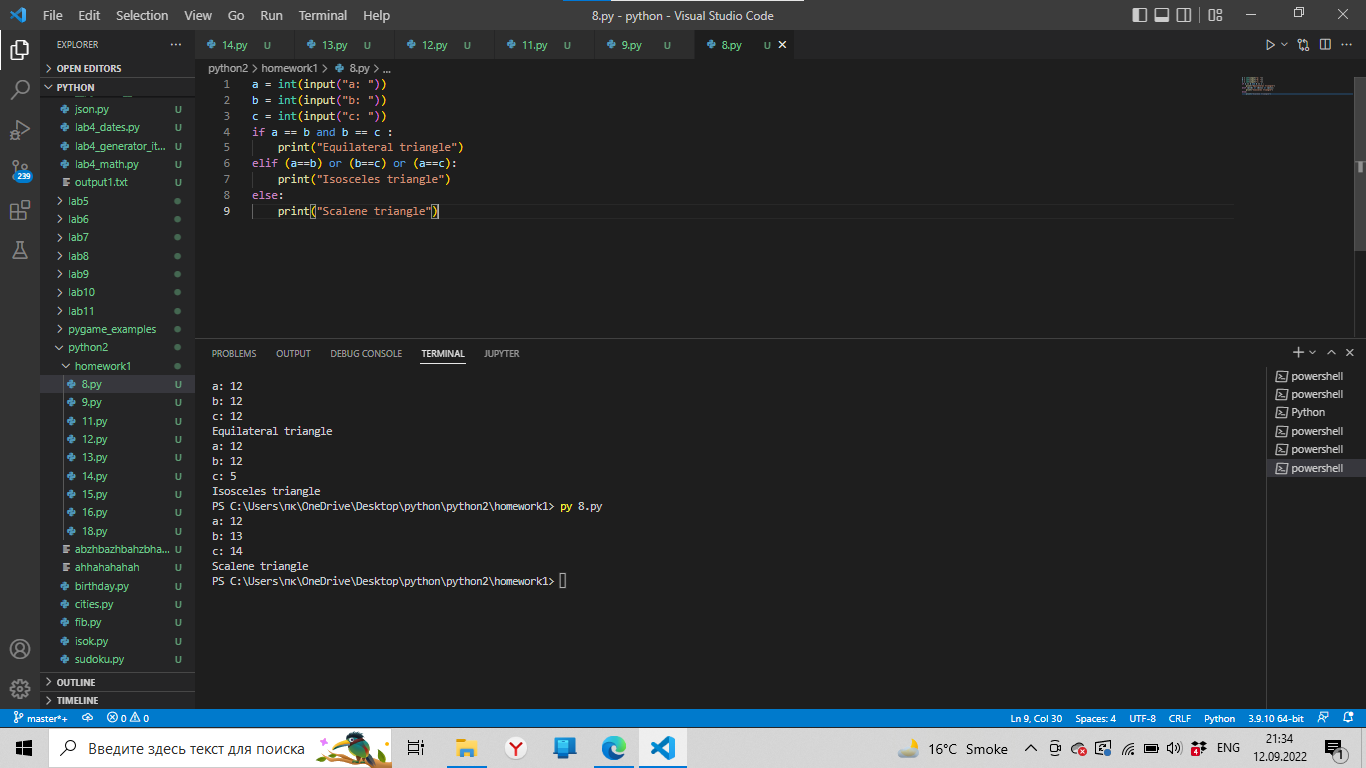 File Edit Selection View Go Run Terminal Help 8.py - python - Visual Studio Code
EXPLORER
OPEN EDITORS
PYTHON
json.py U
lab4_dates.py U
lab4_generator_it... U
lab4_math.py U
output1.txt U
lab5
lab6
lab7
lab8
lab9
lab10
lab11
pygame_examples
python2
homework1
8.py U
9.py U
11.py U
12.py U
13.py U
14.py U
15.py U
16.py U
18.py U
abzhbazhbahzbha... U
ahhahahahah U
birthday.py U
cities.py U
fib.py U
isok.py U
sudoku.py U
OUTLINE
TIMELINE
239
14.py U 13.py U 12.py U 11.py U 9.py U 8.py U
python2 > homework1 > 8.py > ...
1 a = int(input("a: "))
2 b = int(input("b: "))
3 c = int(input("c: "))
4 if a == b and b == c :
5 print("Equilateral triangle")
6 elif (a==b) or (b==c) or (a==c):
7 print("Isosceles triangle")
8 else:
9 print("Scalene triangle")
PROBLEMS OUTPUT DEBUG CONSOLE TERMINAL JUPYTER
a: 12
b: 12
c: 12
Equilateral triangle
a: 12
b: 12
c: 5
Isosceles triangle
PS C:\Users\пк\OneDrive\Desktop\python\python2\homework1> py 8.py
a: 12
b: 13
c: 14
Scalene triangle
PS C:\Users\пк\OneDrive\Desktop\python\python2\homework1>
powershell
powershell
Python
powershell
powershell
powershell
master*+ 0 0 Ln 9, Col 30 Spaces: 4 UTF-8 CRLF Python 3.9.10 64-bit
Введите здесь текст для поиска 16°C Smoke ENG 21:34
12.09.2022 1